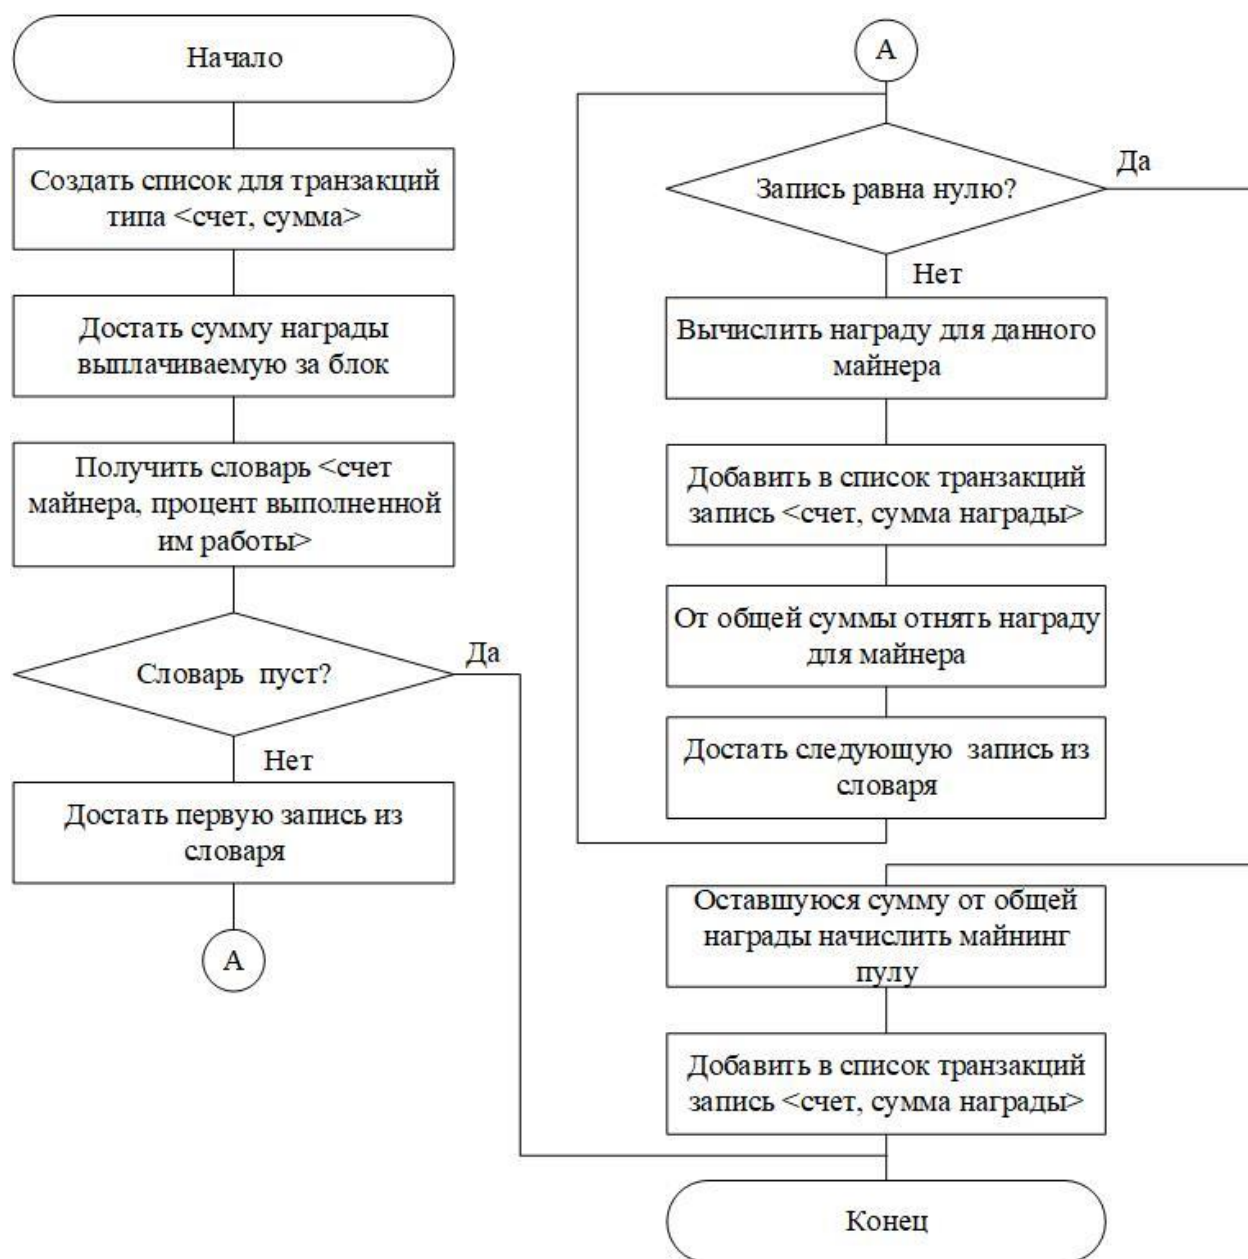 Начало
Создать список для транзакций
типа <счет, сумма>
Достать сумму награды
выплачиваемую за блок
Получить словарь <счет
майнера, процент выполненной
им работы>
Словарь пуст?
Да
Нет
Достать первую запись из
словаря
А
А
Запись равна нулю?
Да
Нет
Вычислить награду для данного
майнера
Добавить в список транзакций
запись <счет, сумма награды>
От общей суммы отнять награду
для майнера
Достать следующую запись из
словаря
Оставшуюся сумму от общей
награды начислить майнинг
пулу
Добавить в список транзакций
запись <счет, сумма награды>
Конец